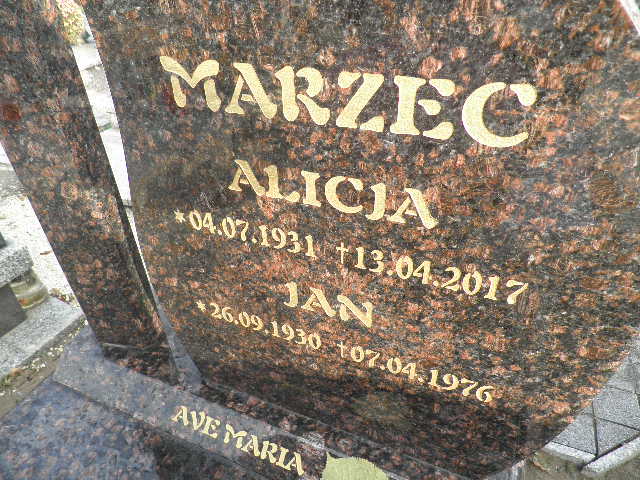 MARZEC
ALICJA
*04.07.1931 †13.04.2017
JAN
*26.09.1930 †07.04.1976
AVE MARIA